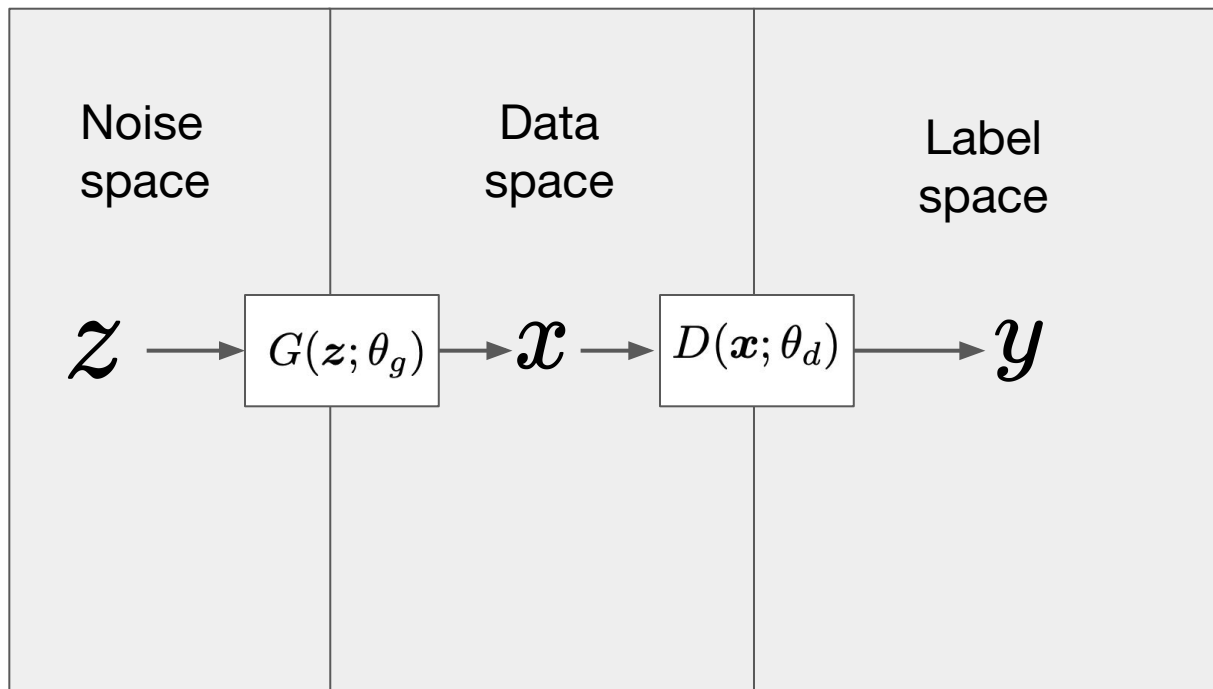 Noise
space
Data
space
Label
space
z
G(z; θ_g)
x
D(x; θ_d)
y